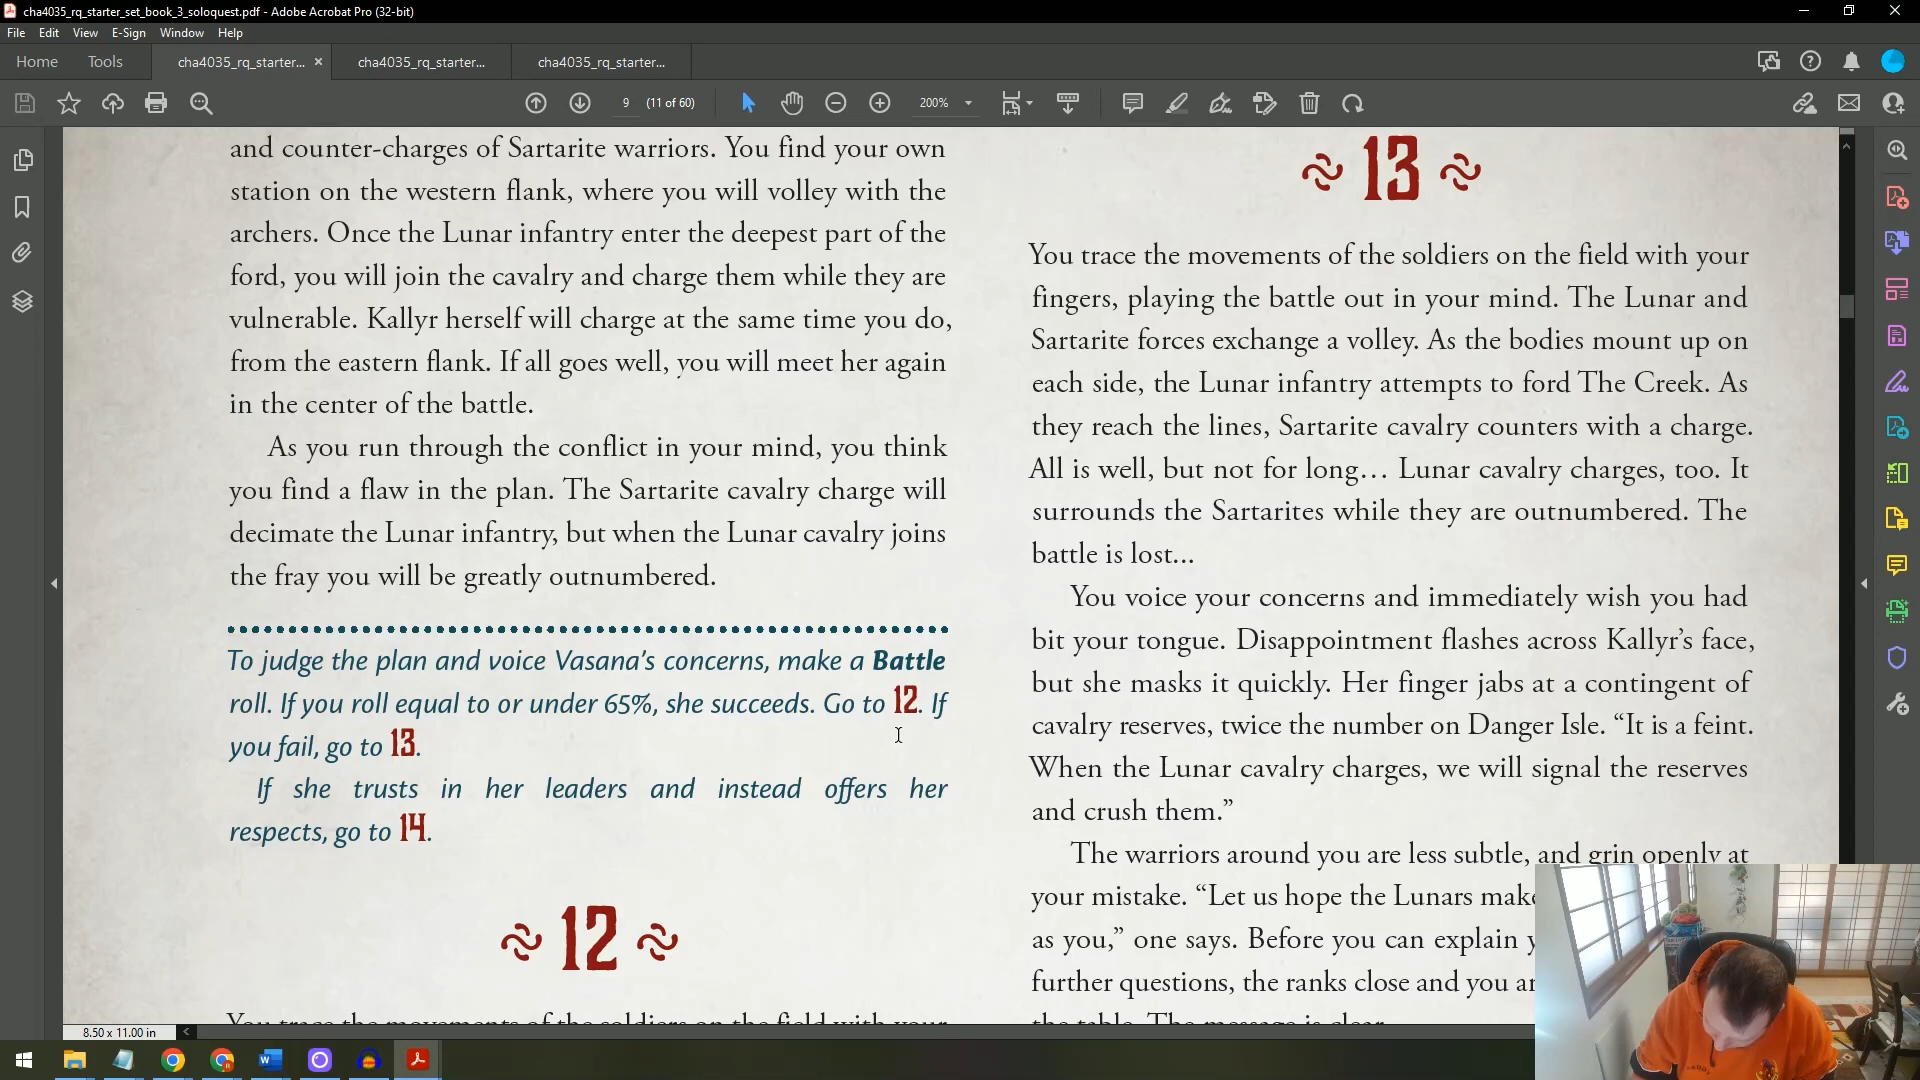 cha4035_rq_starter_set_book_3_soloquest.pdf - Adobe Acrobat Pro (32-bit)
File Edit View E-Sign Window Help
Home Tools cha4035_rq_starter... × cha4035_rq_starter... cha4035_rq_starter...
9 (11 of 60) 200%
and counter-charges of Sartarite warriors. You find your own
station on the western flank, where you will volley with the
archers. Once the Lunar infantry enter the deepest part of the
ford, you will join the cavalry and charge them while they are
vulnerable. Kallyr herself will charge at the same time you do,
from the eastern flank. If all goes well, you will meet her again
in the center of the battle.
As you run through the conflict in your mind, you think
you find a flaw in the plan. The Sartarite cavalry charge will
decimate the Lunar infantry, but when the Lunar cavalry joins
the fray you will be greatly outnumbered.
To judge the plan and voice Vasana's concerns, make a Battle
roll. If you roll equal to or under 65%, she succeeds. Go to 12. If
you fail, go to 13.
If she trusts in her leaders and instead offers her
respects, go to 14.
12
You trace the movements of the soldiers on the field with your
13
You trace the movements of the soldiers on the field with your
fingers, playing the battle out in your mind. The Lunar and
Sartarite forces exchange a volley. As the bodies mount up on
each side, the Lunar infantry attempts to ford The Creek. As
they reach the lines, Sartarite cavalry counters with a charge.
All is well, but not for long… Lunar cavalry charges, too. It
surrounds the Sartarites while they are outnumbered. The
battle is lost...
You voice your concerns and immediately wish you had
bit your tongue. Disappointment flashes across Kallyr's face,
but she masks it quickly. Her finger jabs at a contingent of
cavalry reserves, twice the number on Danger Isle. “It is a feint.
When the Lunar cavalry charges, we will signal the reserves
and crush them.”
The warriors around you are less subtle, and grin openly at
your mistake. “Let us hope the Lunars make
as you,” one says. Before you can explain
further questions, the ranks close and you
the table. The message is clear
8.50 x 11.00 in